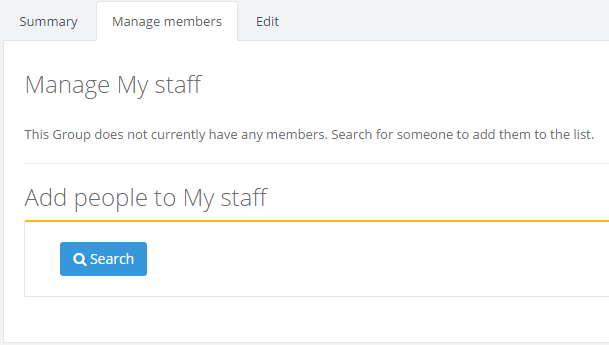 Summary Manage members Edit
Manage My staff
This Group does not currently have any members. Search for someone to add them to the list.
Add people to My staff
Search